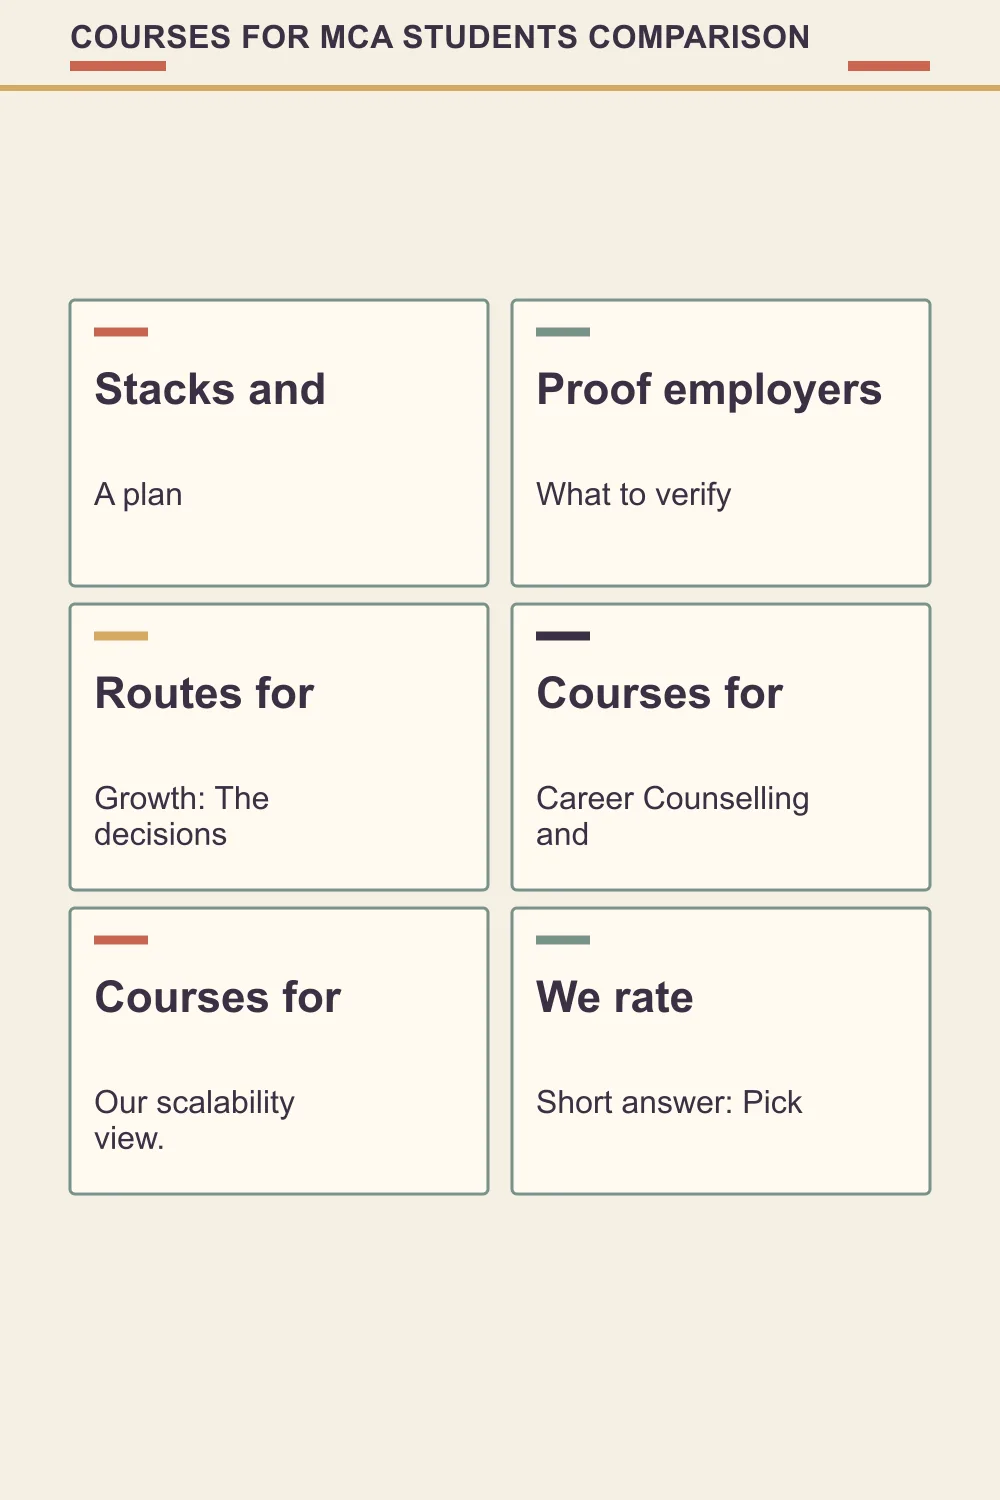 COURSES FOR MCA STUDENTS COMPARISON
Stacks and
A plan
Proof employers
What to verify
Routes for
Growth: The
decisions
Courses for
Career Counselling
and
Courses for
Our scalability
view.
We rate
Short answer: Pick